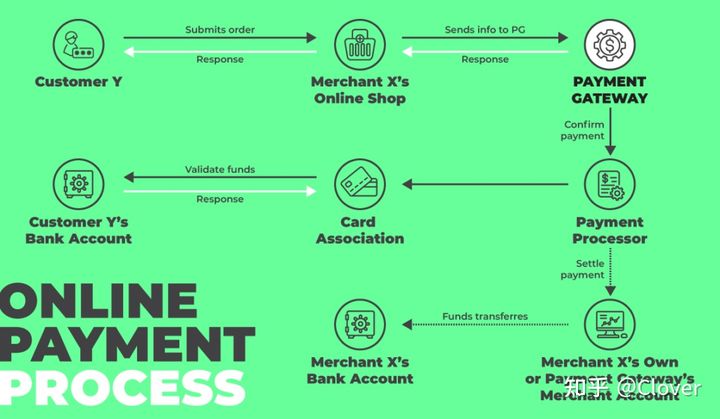 Submits order
Response
Sends info to PG
Response
Customer Y
Merchant X's
Online Shop
PAYMENT
GATEWAY
Confirm
payment
Validate funds
Response
Customer Y's
Bank Account
Card
Association
Payment
Processor
Settle
payment
Funds transferres
ONLINE
PAYMENT
PROCESS
Merchant X's
Bank Account
Merchant X's Own
or Payment Gateway's
Merchant Account
知乎 @Clover